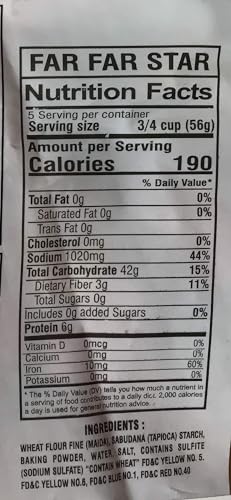 FAR FAR STAR
Nutrition Facts
5 Serving per container
Serving size 3/4 cup (56g)
Amount per Serving
Calories 190
% Daily Value*
Total Fat 0g 0%
Saturated Fat 0g 0%
Trans Fat 0g
Cholesterol 0mg 0%
Sodium 1020mg 44%
Total Carbohydrate 42g 15%
Dietary Fiber 3g 11%
Total Sugars 0g
Includes 0g added Sugars 0%
Protein 6g
Vitamin D 0mcg 0%
Calcium 0mg 0%
Iron 10mg 60%
Potassium 0mg 0%
* The % Daily Value (DV) tells you how much a nutrient in
a serving of food contributes to a daily 2,000 calories
a day is used for general nutrition advice.
INGREDIENTS :
WHEAT FLOUR FINE (MAIDA), SABUDANA (TAPIOCA) STARCH,
BAKING POWDER, WATER, SALT, CONTAINS SULFITE
(SODIUM SULFATE) "CONTAIN WHEAT" FD&C YELLOW NO. 5.
FD&C YELLOW NO.6, FD&C BLUE NO.1, FD&C RED NO.40